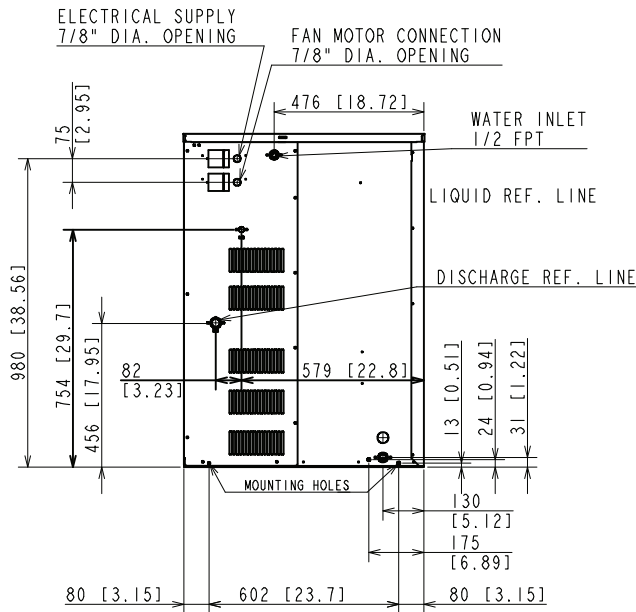 ELECTRICAL SUPPLY
7/8" DIA. OPENING
FAN MOTOR CONNECTION
7/8" DIA. OPENING
476 [18.72]
75
[2.95]
WATER INLET
1/2 FPT
LIQUID REF. LINE
DISCHARGE REF. LINE
980 [38.56]
754 [29.7]
456 [17.95]
82
[3.23]
579 [22.8]
13 [0.51]
24 [0.94]
31 [1.22]
MOUNTING HOLES
130
[5.12]
175
[6.89]
80 [3.15]
602 [23.7]
80 [3.15]